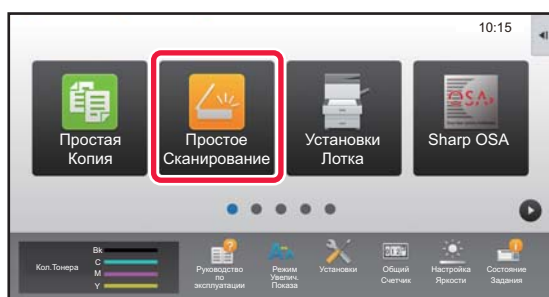 10:15
Простая
Копия
Простое
Сканирование
Установки
Лотка
OSA
Sharp OSA
Кол.Тонера
Bk
C
M
Y
Руководство
по
эксплуатации
Режим
Увелич.
Показа
Установки
Общий
Счетчик
Настройка
Яркости
Состояние
Задания